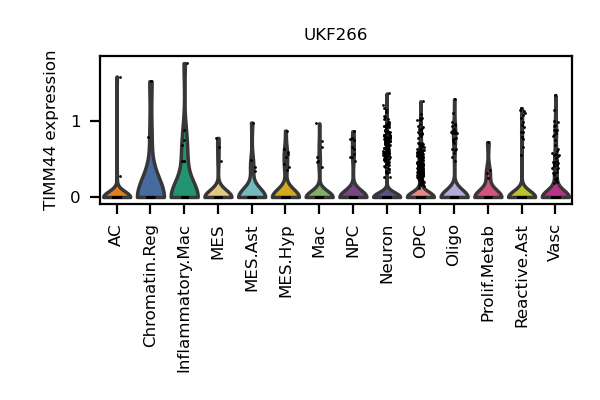 UKF266
TIMM44 expression
1
0
AC
Chromatin.Reg
Inflammatory.Mac
MES
MES.Ast
MES.Hyp
Mac
NPC
Neuron
OPC
Oligo
Prolif.Metab
Reactive.Ast
Vasc